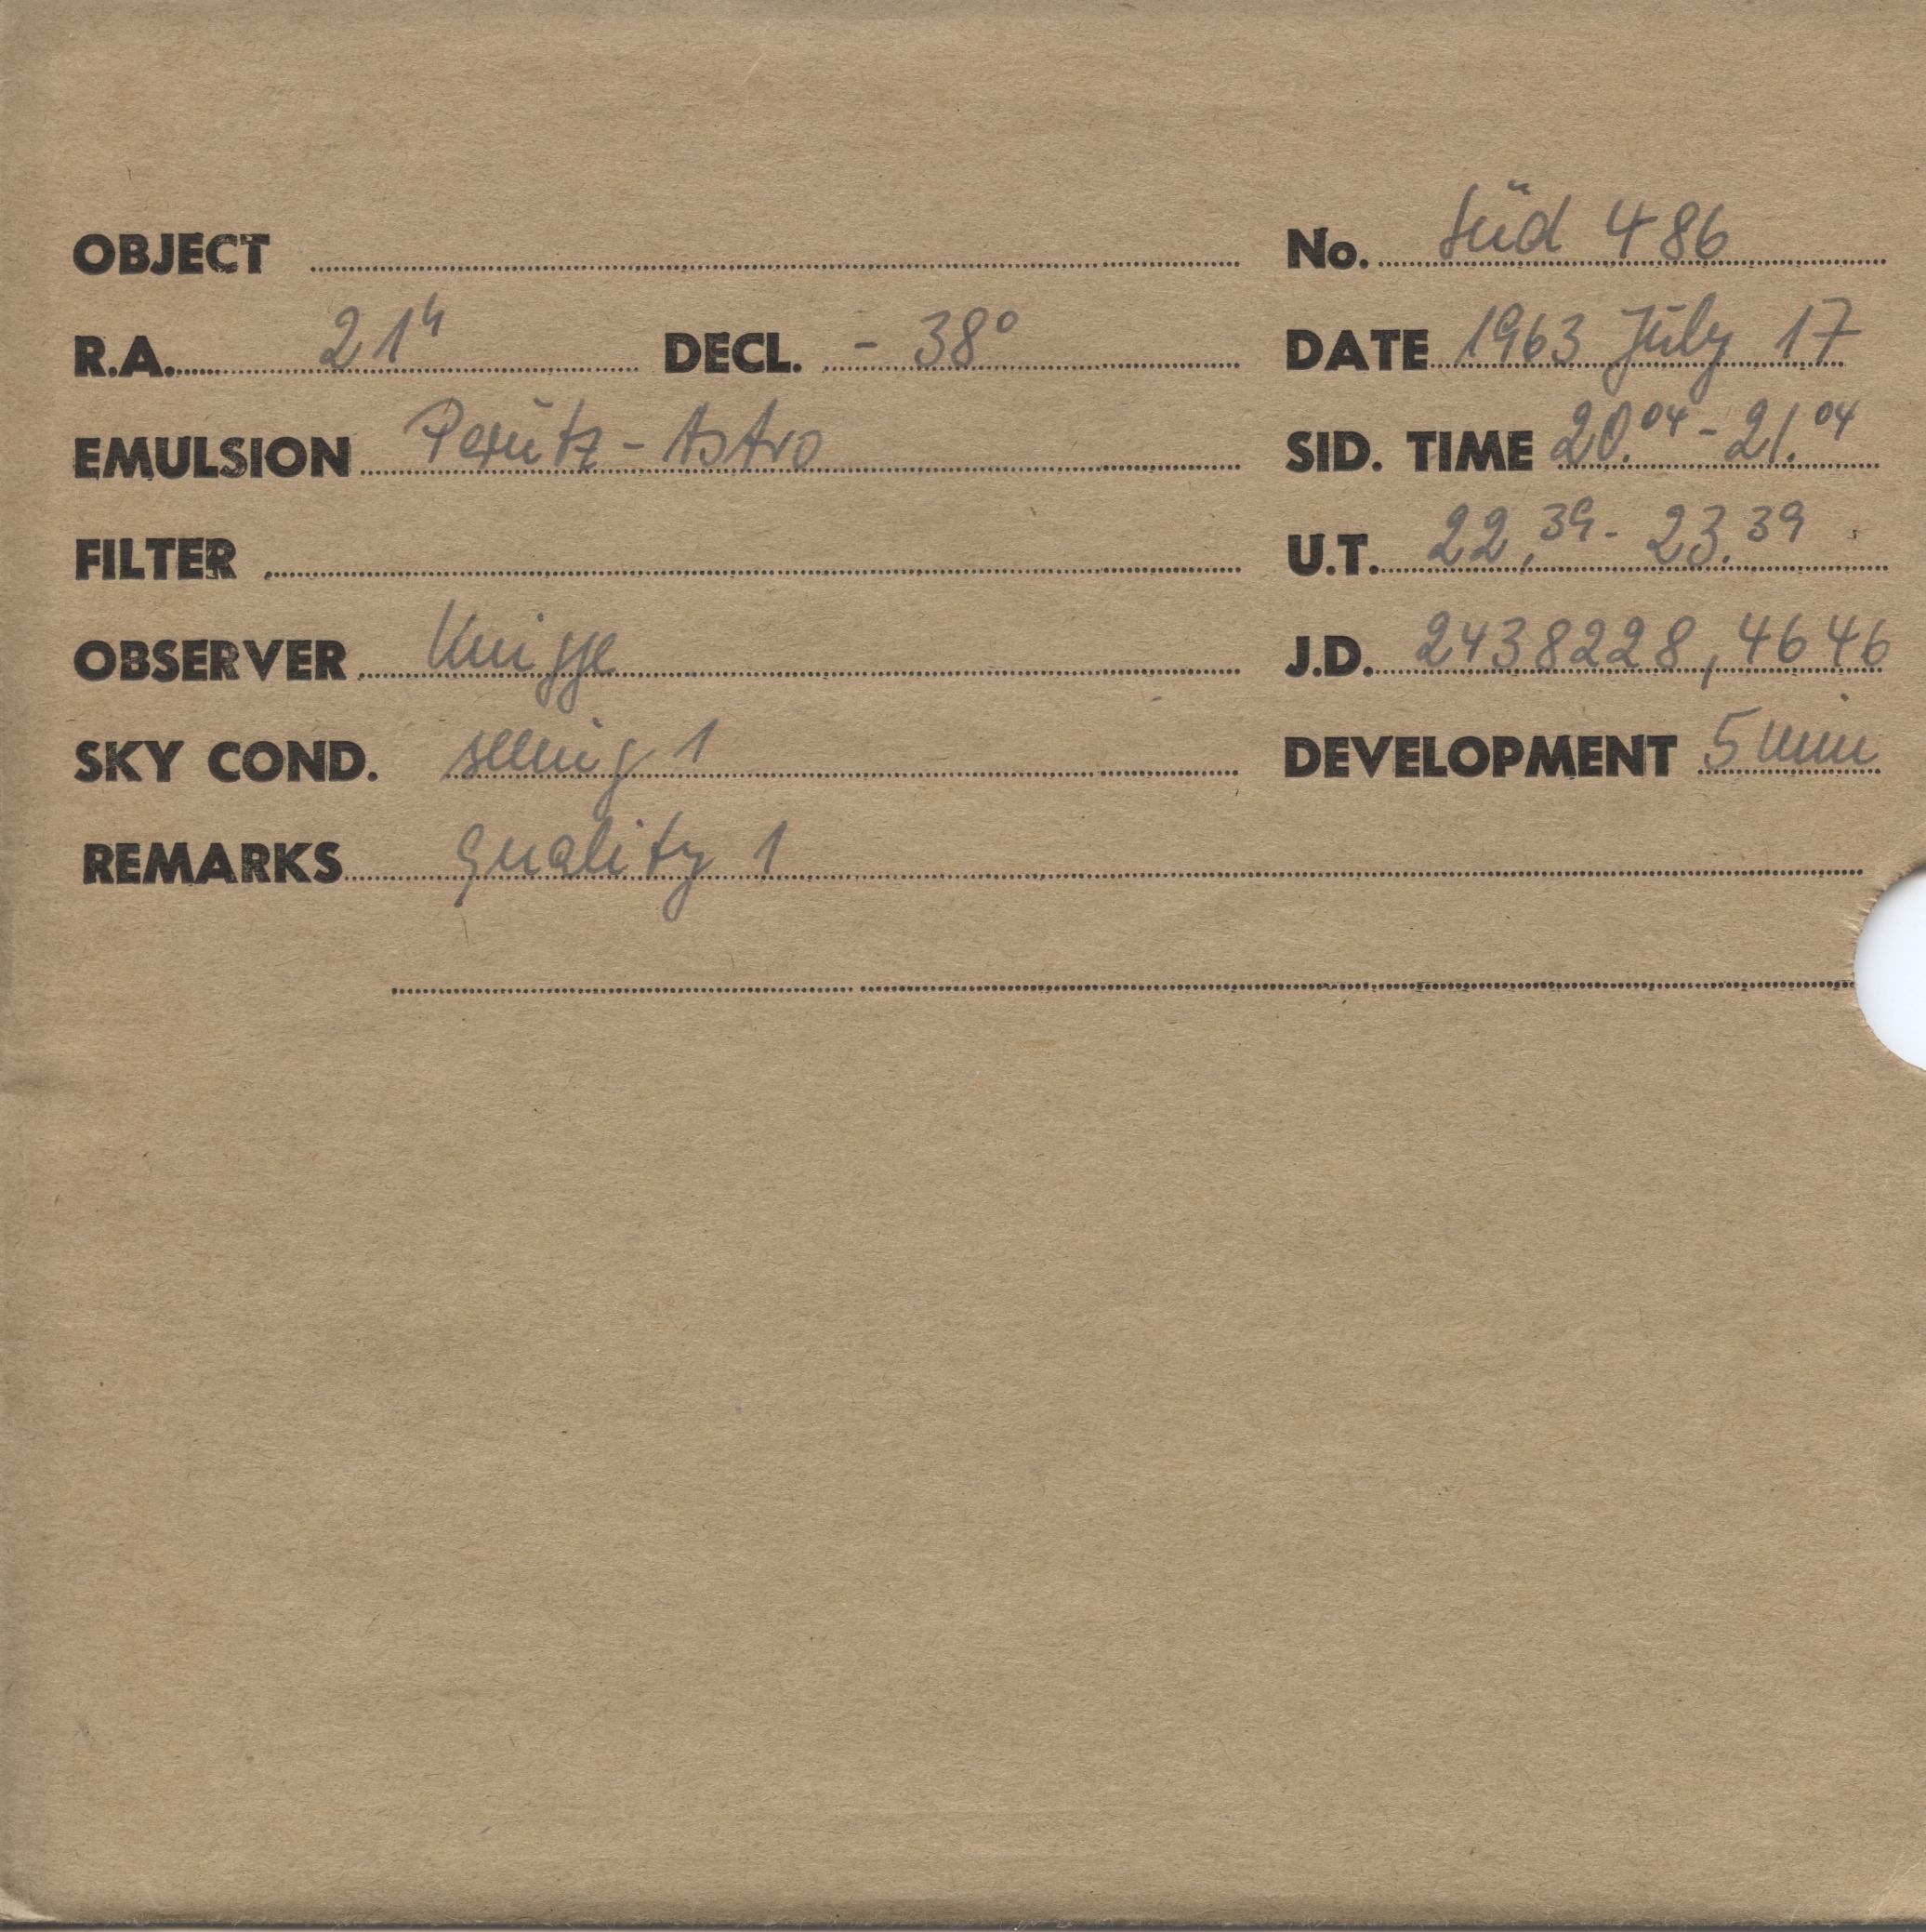 OBJECT No. Süd 486
R.A. 21h DECL. - 38° DATE 1963 July 17
EMULSION Perutz - Astro SID. TIME 20.04 - 21.04
FILTER U.T. 22,39 - 23.39
OBSERVER Knigge J.D. 2438228,4646
SKY COND. seeing 1 DEVELOPMENT 5 min
REMARKS quality 1